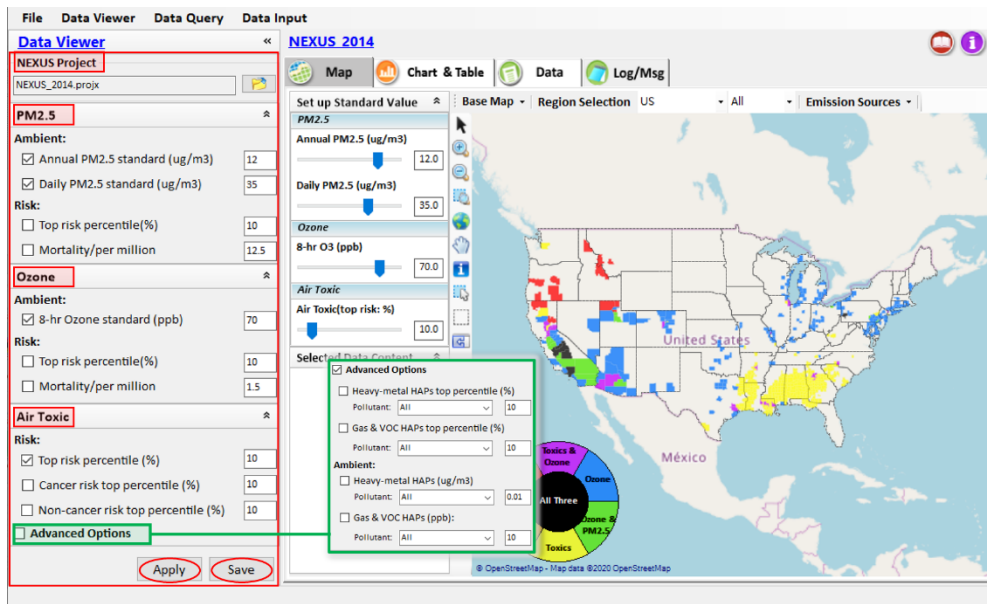 File Data Viewer Data Query Data Input
Data Viewer «
NEXUS Project
NEXUS_2014.projx
PM2.5
Ambient:
Annual PM2.5 standard (ug/m3) 12
Daily PM2.5 standard (ug/m3) 35
Risk:
Top risk percentile(%) 10
Mortality/per million 12.5
Ozone
Ambient:
8-hr Ozone standard (ppb) 70
Risk:
Top risk percentile(%) 10
Mortality/per million 1.5
Air Toxic
Risk:
Top risk percentile (%) 10
Cancer risk top percentile (%) 10
Non-cancer risk top percentile (%) 10
Advanced Options
Apply Save
NEXUS_2014
Map Chart & Table Data Log/Msg
Set up Standard Value
PM2.5
Annual PM2.5 (ug/m3)
12.0
Daily PM2.5 (ug/m3)
35.0
Ozone
8-hr O3 (ppb)
70.0
Air Toxic
Air Toxic(top risk: %)
10.0
Selected Data Content
Advanced Options
Heavy-metal HAPs top percentile (%)
Pollutant: All 10
Gas & VOC HAPs top percentile (%)
Pollutant: All 10
Ambient:
Heavy-metal HAPs (ug/m3)
Pollutant: All 0.01
Gas & VOC HAPs (ppb):
Pollutant: All 10
Base Map Region Selection US All Emission Sources
United States
México
Toxics &
Ozone
Ozone
All Three
Ozone &
PM2.5
Toxics
© OpenStreetMap - Map data ©2020 OpenStreetMap